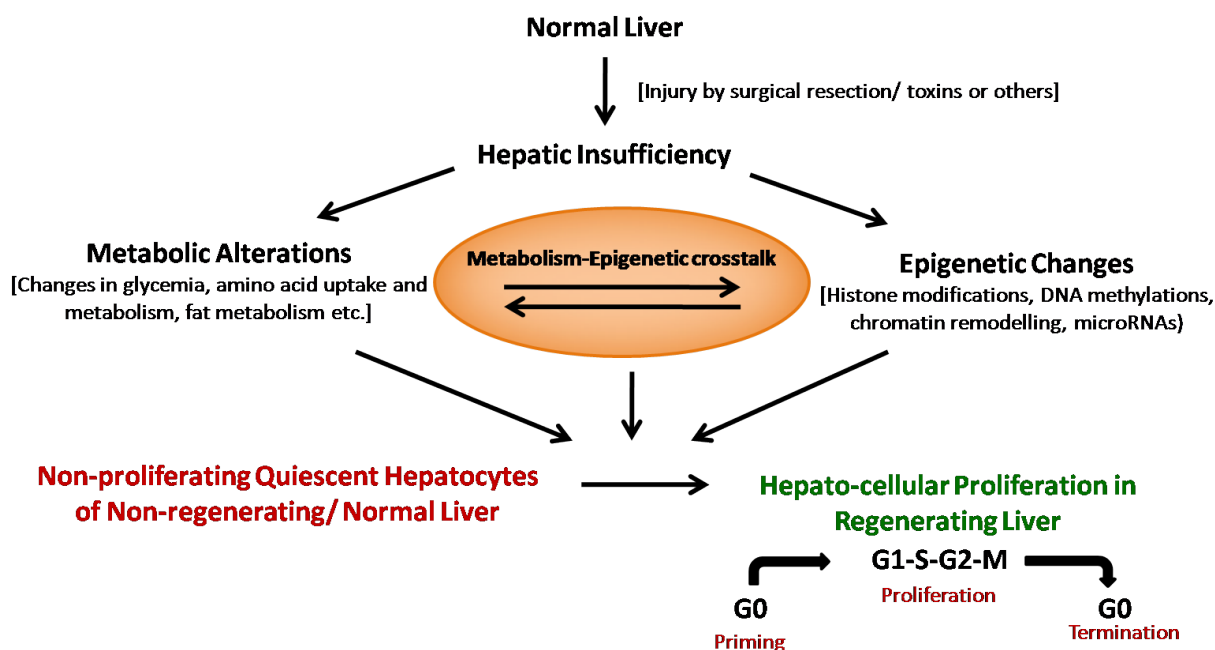 Normal Liver
[Injury by surgical resection/ toxins or others]
Hepatic Insufficiency
Metabolic Alterations
[Changes in glycemia, amino acid uptake and
metabolism, fat metabolism etc.]
Metabolism-Epigenetic crosstalk
Epigenetic Changes
[Histone modifications, DNA methylations,
chromatin remodelling, microRNAs)
Non-proliferating Quiescent Hepatocytes
of Non-regenerating/ Normal Liver
Hepato-cellular Proliferation in
Regenerating Liver
G1-S-G2-M
Proliferation
G0
Priming
G0
Termination